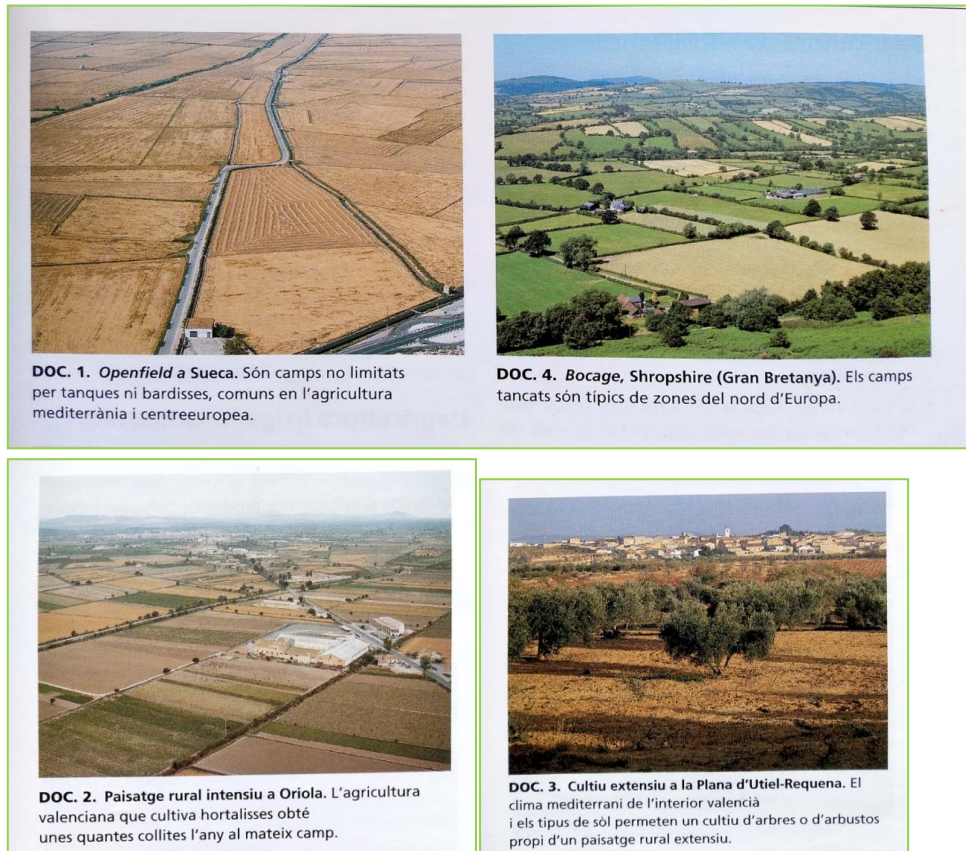 DOC. 1. Openfield a Sueca. Són camps no limitats
per tanques ni bardisses, comuns en l'agricultura
mediterrània i centreeuropea.
DOC. 4. Bocage, Shropshire (Gran Bretanya). Els camps
tancats són típics de zones del nord d'Europa.
DOC. 2. Paisatge rural intensiu a Oriola. L'agricultura
valenciana que cultiva hortalisses obté
unes quantes collites l'any al mateix camp.
DOC. 3. Cultiu extensiu a la Plana d'Utiel-Requena. El
clima mediterrani de l'interior valencià
i els tipus de sòl permeten un cultiu d'arbres o d'arbustos
propi d'un paisatge rural extensiu.